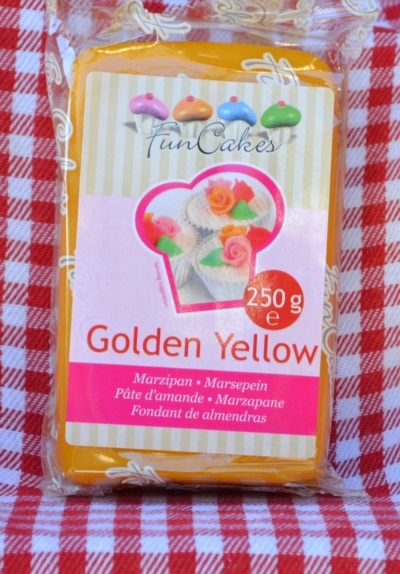 FunCakes
250 g
e
Golden Yellow
Marzipan • Marsepein
Pâte d'amande • Marzapane
Fondant de almendras